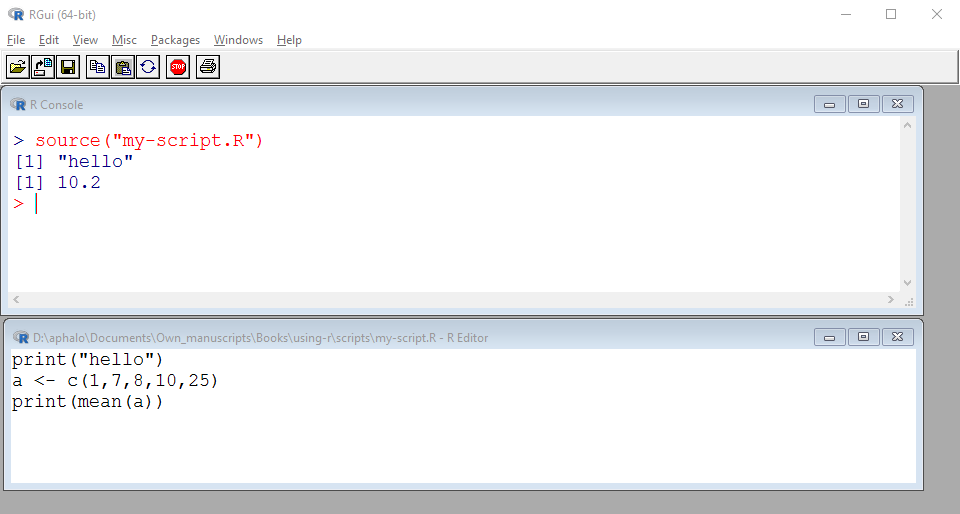 RGui (64-bit)
File Edit View Misc Packages Windows Help
STOP
R Console
> source("my-script.R")
[1] "hello"
[1] 10.2
>
D:\aphalo\Documents\Own_manuscripts\Books\using-r\scripts\my-script.R - R Editor
print("hello")
a <- c(1,7,8,10,25)
print(mean(a))